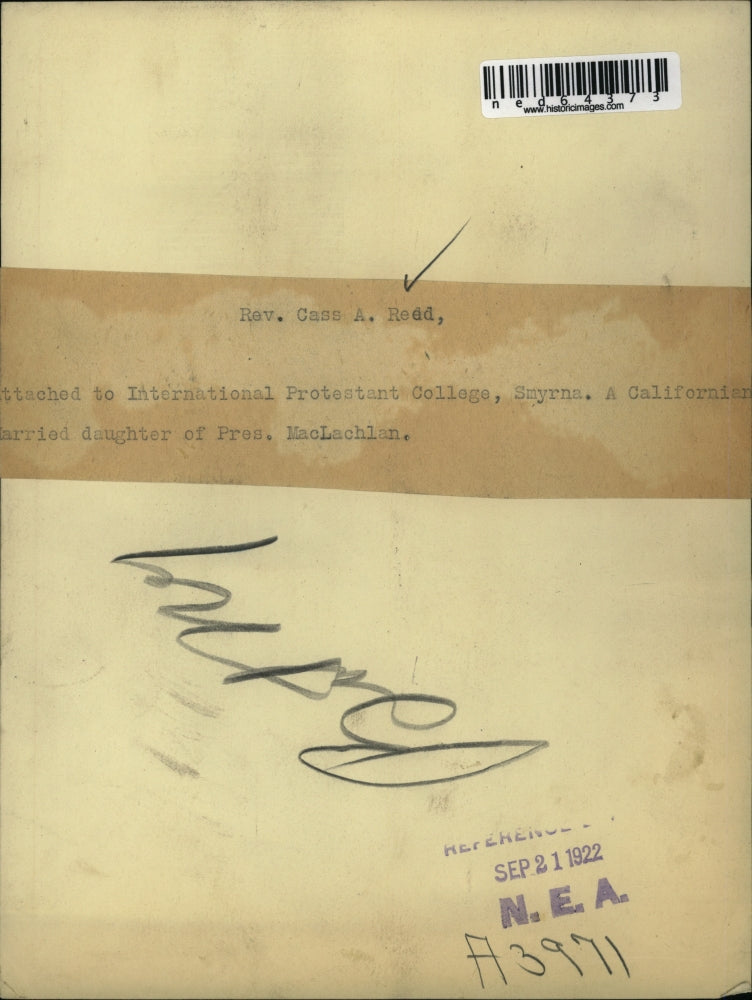 ned64373
www.historicimages.com
Rev. Cass A. Redd,
ttached to International Protestant College, Smyrna. A Californian
arried daughter of Pres. MacLachlan.
SEP 21 1922
N. E. A.
A3971